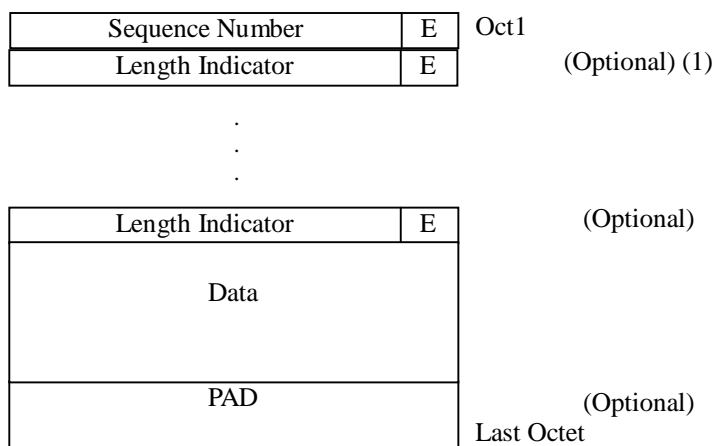 Sequence Number E Oct1
Length Indicator E (Optional) (1)
.
.
.
Length Indicator E (Optional)
Data
PAD (Optional)
Last Octet